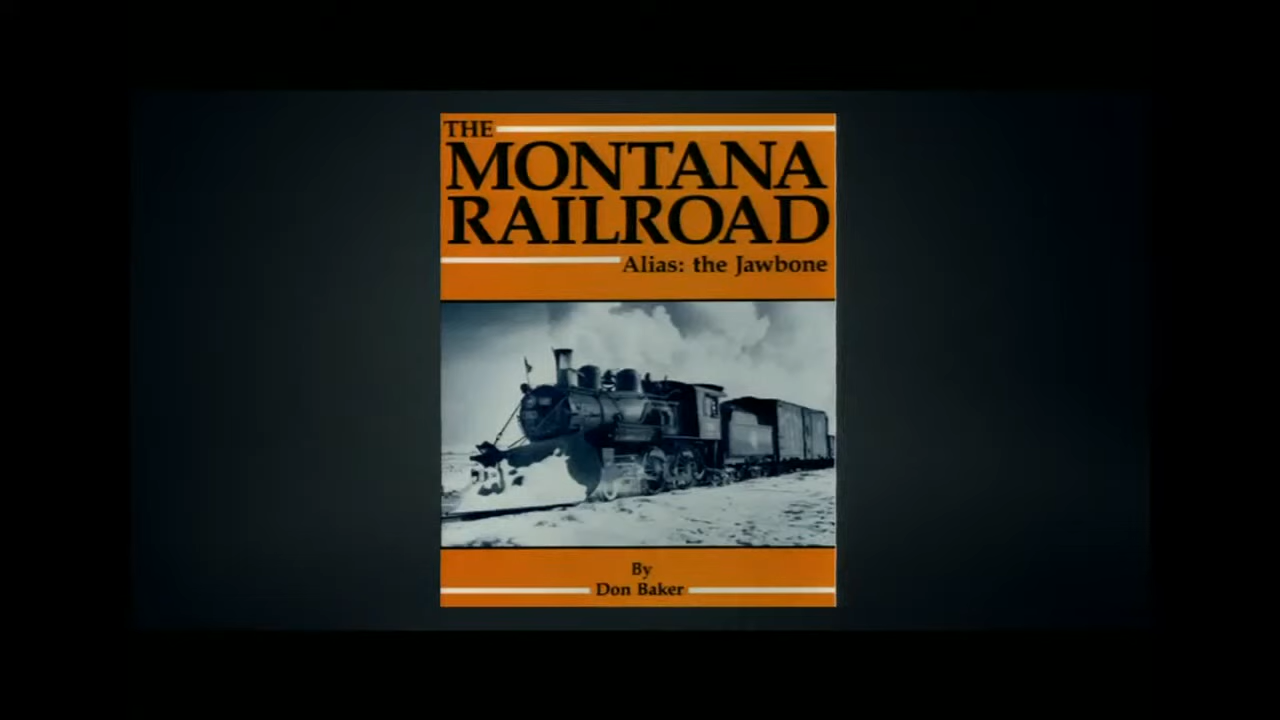 THE
MONTANA
RAILROAD
Alias: the Jawbone
By
Don Baker